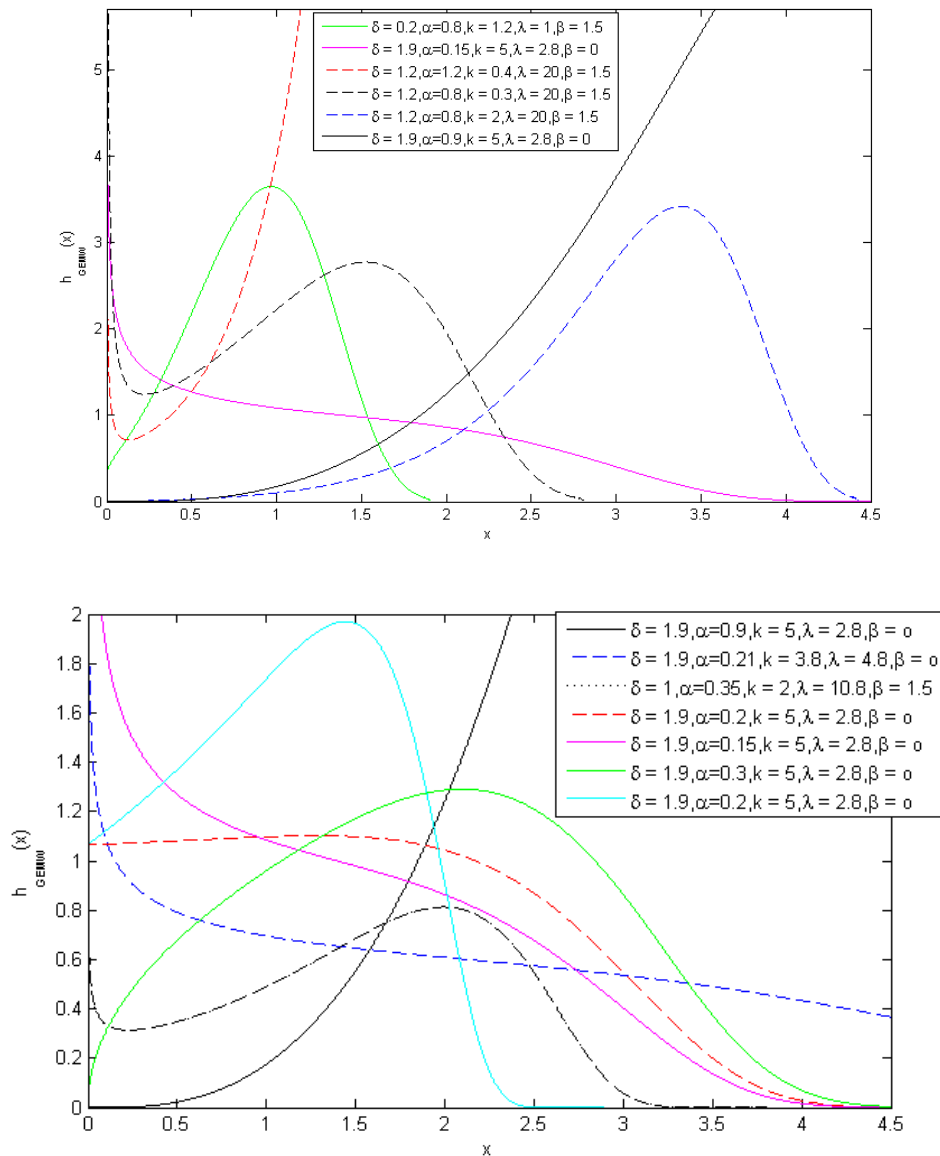 5
4
3
2
1
0
h GEMWW (x)
δ = 0.2,α=0.8,k = 1.2,λ = 1,β = 1.5
δ = 1.9,α=0.15,k = 5,λ = 2.8,β = 0
δ = 1.2,α=1.2,k = 0.4,λ = 20,β = 1.5
δ = 1.2,α=0.8,k = 0.3,λ = 20,β = 1.5
δ = 1.2,α=0.8,k = 2,λ = 20,β = 1.5
δ = 1.9,α=0.9,k = 5,λ = 2.8,β = 0
0 0.5 1 1.5 2 2.5 3 3.5 4 4.5
x
2
1.8
1.6
1.4
1.2
1
0.8
0.6
0.4
0.2
0
h (x)
δ = 1.9,α=0.9,k = 5,λ = 2.8,β = o
δ = 1.9,α=0.21,k = 3.8,λ = 4.8,β = o
δ = 1,α=0.35,k = 2,λ = 10.8,β = 1.5
δ = 1.9,α=0.2,k = 5,λ = 2.8,β = o
δ = 1.9,α=0.15,k = 5,λ = 2.8,β = o
δ = 1.9,α=0.3,k = 5,λ = 2.8,β = o
δ = 1.9,α=0.2,k = 5,λ = 2.8,β = o
0 0.5 1 1.5 2 2.5 3 3.5 4 4.5
x